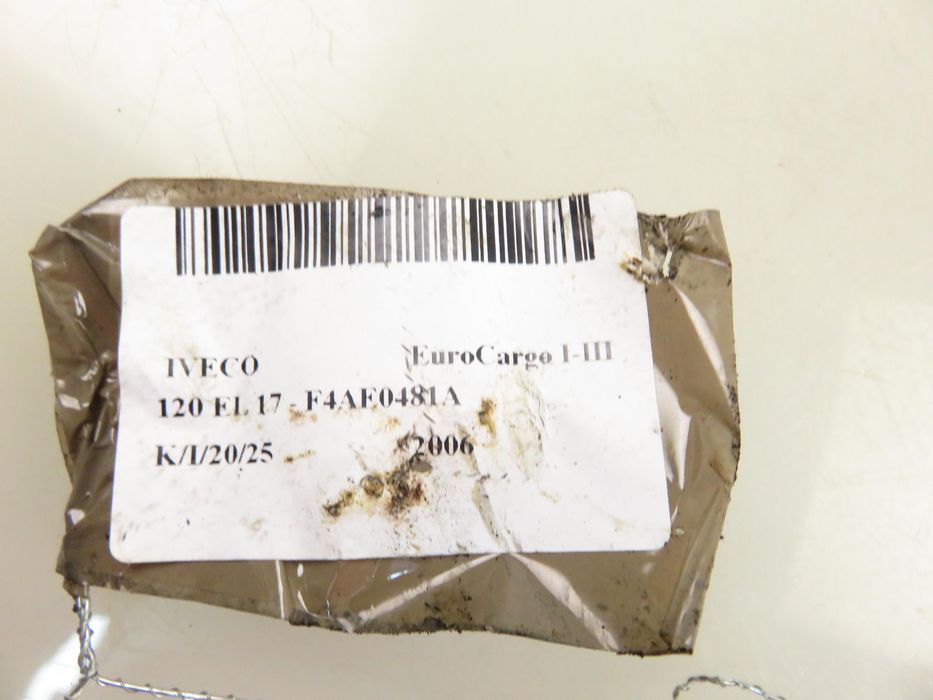 IVECO EuroCargo I-III
120 EL 17 - F4AE0481A
K/I/20/25 2006